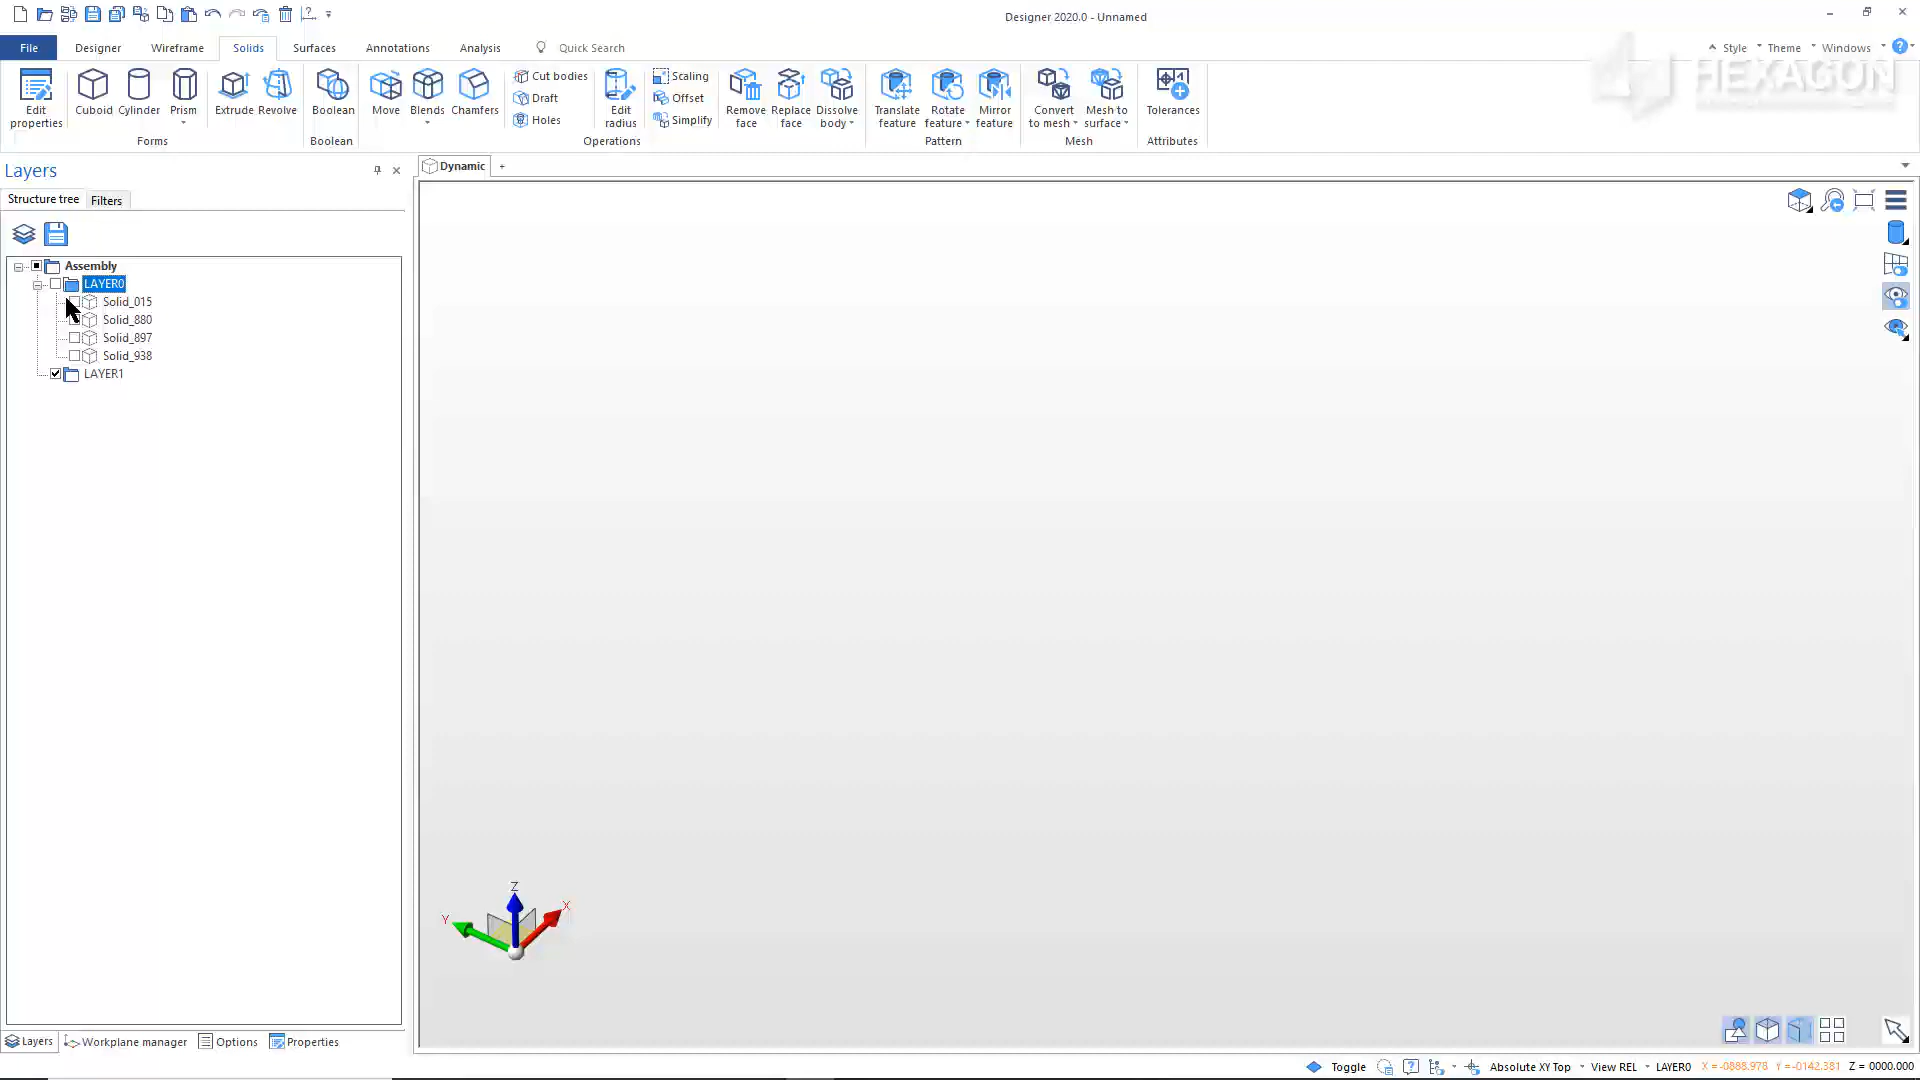 Designer 2020.0 - Unnamed
File Designer Wireframe Solids Surfaces Annotations Analysis Quick Search Style Theme Windows
HEXAGON
Edit properties Cuboid Cylinder Prism Extrude Revolve Boolean Move Blends Chamfers Cut bodies Draft Holes Edit radius Scaling Offset Simplify Remove face Replace face Dissolve body Translate feature Rotate feature Mirror feature Convert to mesh Mesh to surface Tolerances
Forms Boolean Operations Pattern Mesh Attributes
Layers
Dynamic +
Structure tree Filters
Assembly
LAYER0
Solid_015
Solid_880
Solid_897
Solid_938
LAYER1
Z
X
Y
Layers Workplane manager Options Properties
Toggle Absolute XY Top View REL LAYER0 X = -0888.978 Y = -0142.381 Z = 0000.000